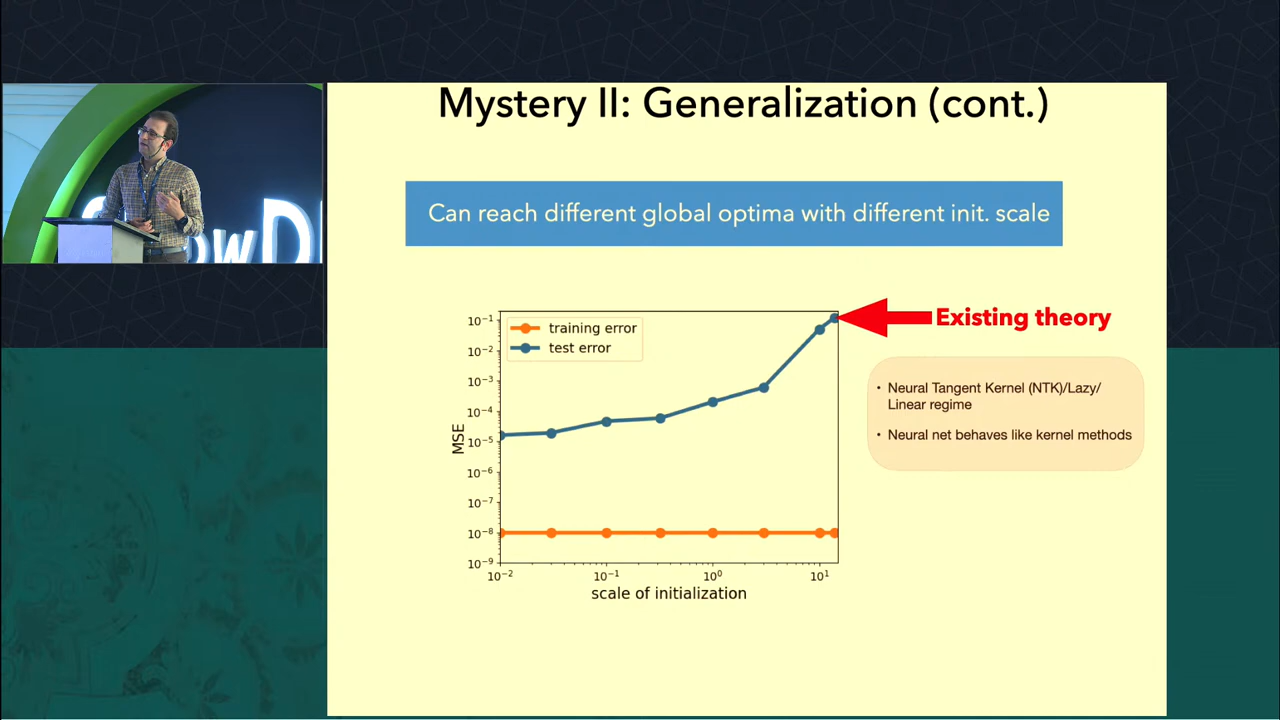 Mystery II: Generalization (cont.)
Can reach different global optima with different init. scale
10⁻¹
10⁻²
10⁻³
10⁻⁴
10⁻⁵
10⁻⁶
10⁻⁷
10⁻⁸
10⁻⁹
MSE
training error
test error
10⁻²
10⁻¹
10⁰
10¹
scale of initialization
Existing theory
• Neural Tangent Kernel (NTK)/Lazy/
Linear regime
• Neural net behaves like kernel methods